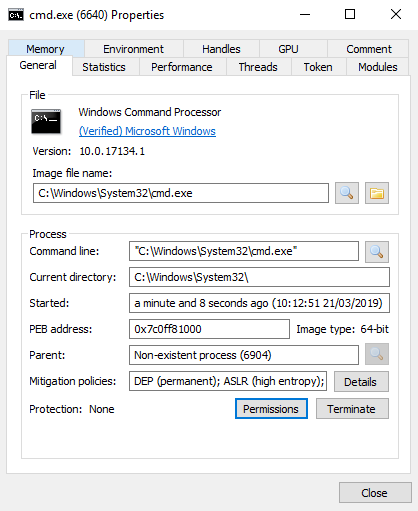 cmd.exe (6640) Properties
Memory Environment Handles GPU Comment
General Statistics Performance Threads Token Modules
File
Windows Command Processor
(Verified) Microsoft Windows
Version: 10.0.17134.1
Image file name:
C:\Windows\System32\cmd.exe
Process
Command line: "C:\Windows\System32\cmd.exe"
Current directory: C:\Windows\System32\
Started: a minute and 8 seconds ago (10:12:51 21/03/2019)
PEB address: 0x7c0ff81000 Image type: 64-bit
Parent: Non-existent process (6904)
Mitigation policies: DEP (permanent); ASLR (high entropy); Details
Protection: None Permissions Terminate
Close